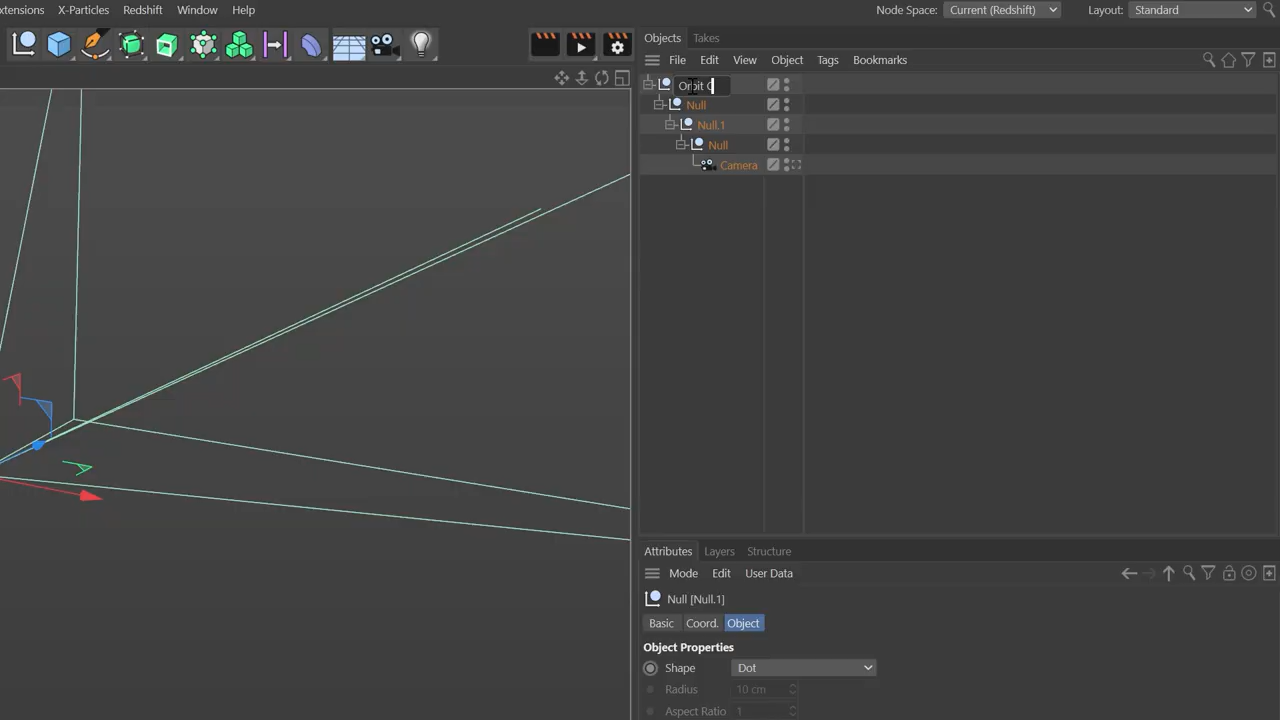 xtensions X-Particles Redshift Window Help Node Space: Current (Redshift) Layout: Standard
Objects Takes
File Edit View Object Tags Bookmarks
Orbit C
Null
Null.1
Null
Camera
Attributes Layers Structure
Mode Edit User Data
Null [Null.1]
Basic Coord. Object
Object Properties
Shape Dot
Radius 10 cm
Aspect Ratio 1